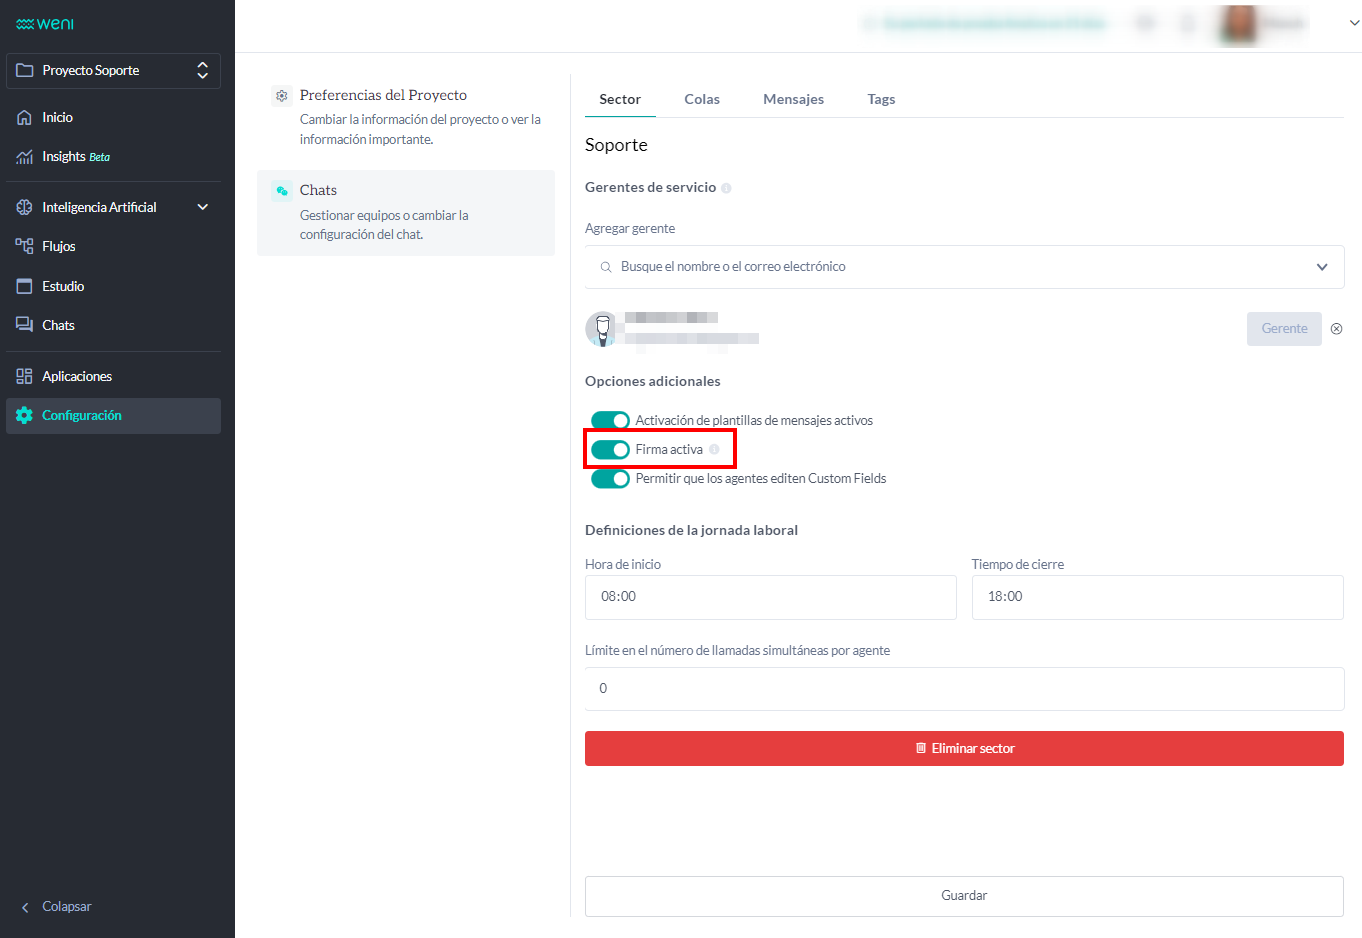 weni
Proyecto Soporte
Inicio
Insights Beta
Inteligencia Artificial
Flujos
Estudio
Chats
Aplicaciones
Configuración
Colapsar
Preferencias del Proyecto
Cambiar la información del proyecto o ver la
información importante.
Chats
Gestionar equipos o cambiar la
configuración del chat.
Sector Colas Mensajes Tags
Soporte
Gerentes de servicio
Agregar gerente
Busque el nombre o el correo electrónico
Gerente
Opciones adicionales
Activación de plantillas de mensajes activos
Firma activa
Permitir que los agentes editen Custom Fields
Definiciones de la jornada laboral
Hora de inicio Tiempo de cierre
08:00 18:00
Límite en el número de llamadas simultáneas por agente
0
Eliminar sector
Guardar